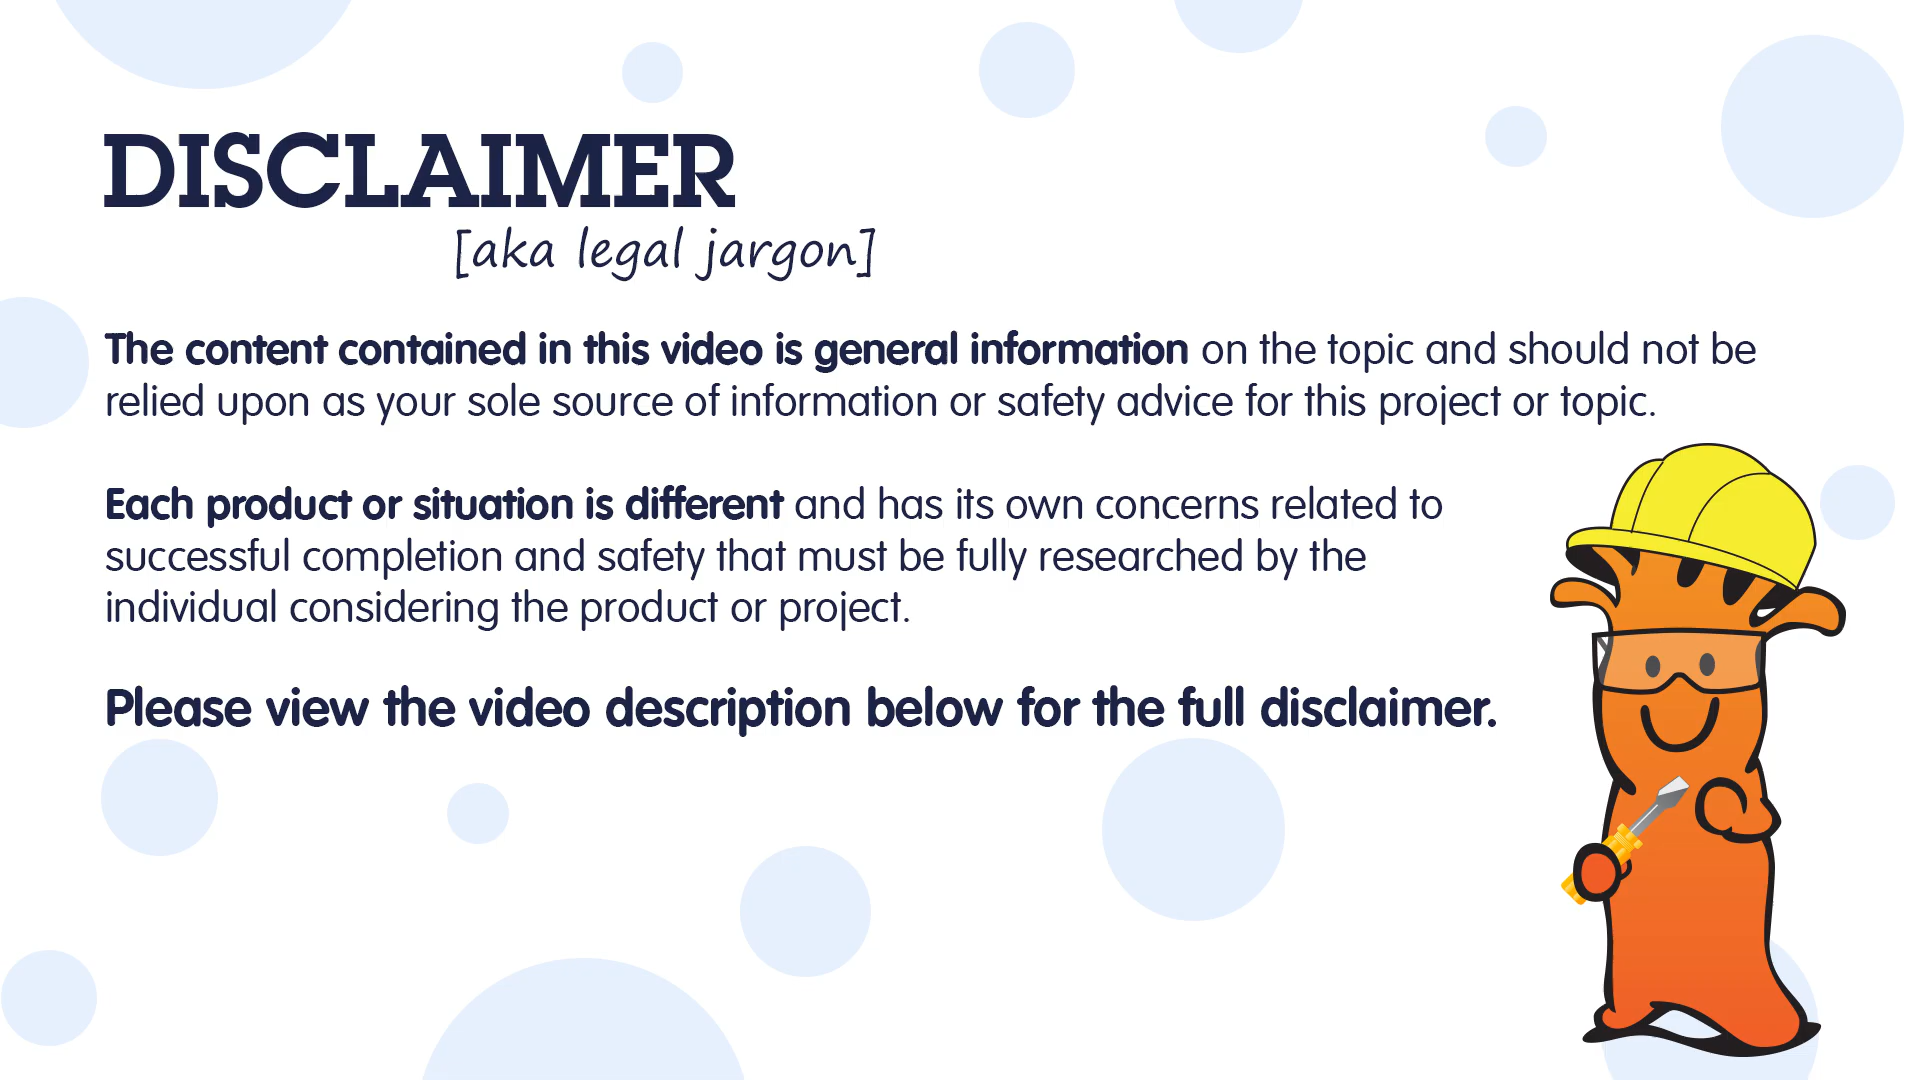 DISCLAIMER
[aka legal jargon]
The content contained in this video is general information on the topic and should not be
relied upon as your sole source of information or safety advice for this project or topic.
Each product or situation is different and has its own concerns related to
successful completion and safety that must be fully researched by the
individual considering the product or project.
Please view the video description below for the full disclaimer.